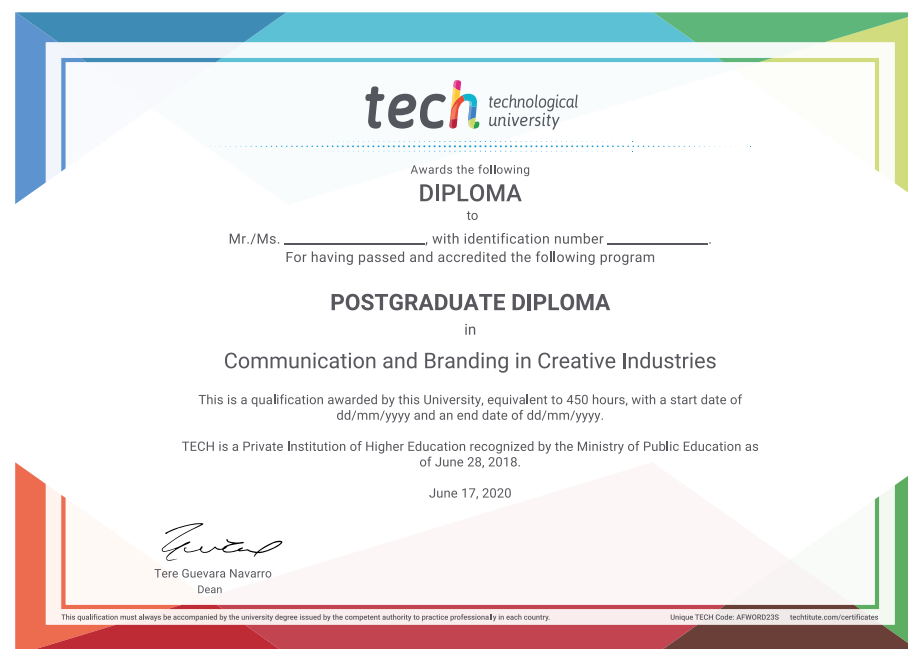 tech technological
university
Awards the following
DIPLOMA
to
Mr./Ms. ____________, with identification number ____________.
For having passed and accredited the following program
POSTGRADUATE DIPLOMA
in
Communication and Branding in Creative Industries
This is a qualification awarded by this University, equivalent to 450 hours, with a start date of
dd/mm/yyyy and an end date of dd/mm/yyyy.
TECH is a Private Institution of Higher Education recognized by the Ministry of Public Education as
of June 28, 2018.
June 17, 2020
Tere Guevara Navarro
Dean
This qualification must always be accompanied by the university degree issued by the competent authority to practice professionally in each country.
Unique TECH Code: AFWORD23S techtitute.com/certificates